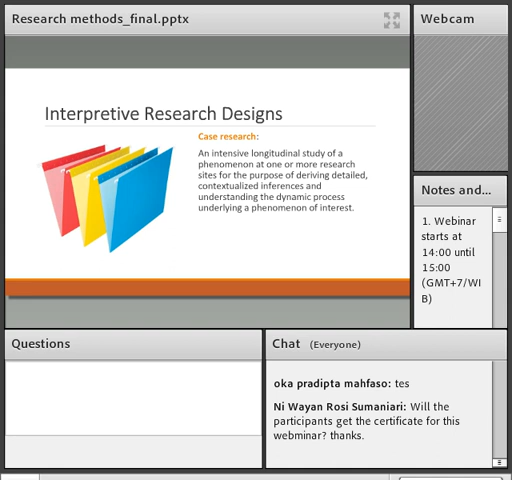 Research methods_final.pptx
Webcam
Interpretive Research Designs
Case research:
An intensive longitudinal study of a
phenomenon at one or more research
sites for the purpose of deriving detailed,
contextualized inferences and
understanding the dynamic process
underlying a phenomenon of interest.
Notes and...
1. Webinar
starts at
14:00 until
15:00
(GMT+7/WI
B)
Questions
Chat (Everyone)
oka pradipta mahfaso: tes
Ni Wayan Rosi Sumaniari: Will the
participants get the certificate for this
webminar? thanks.